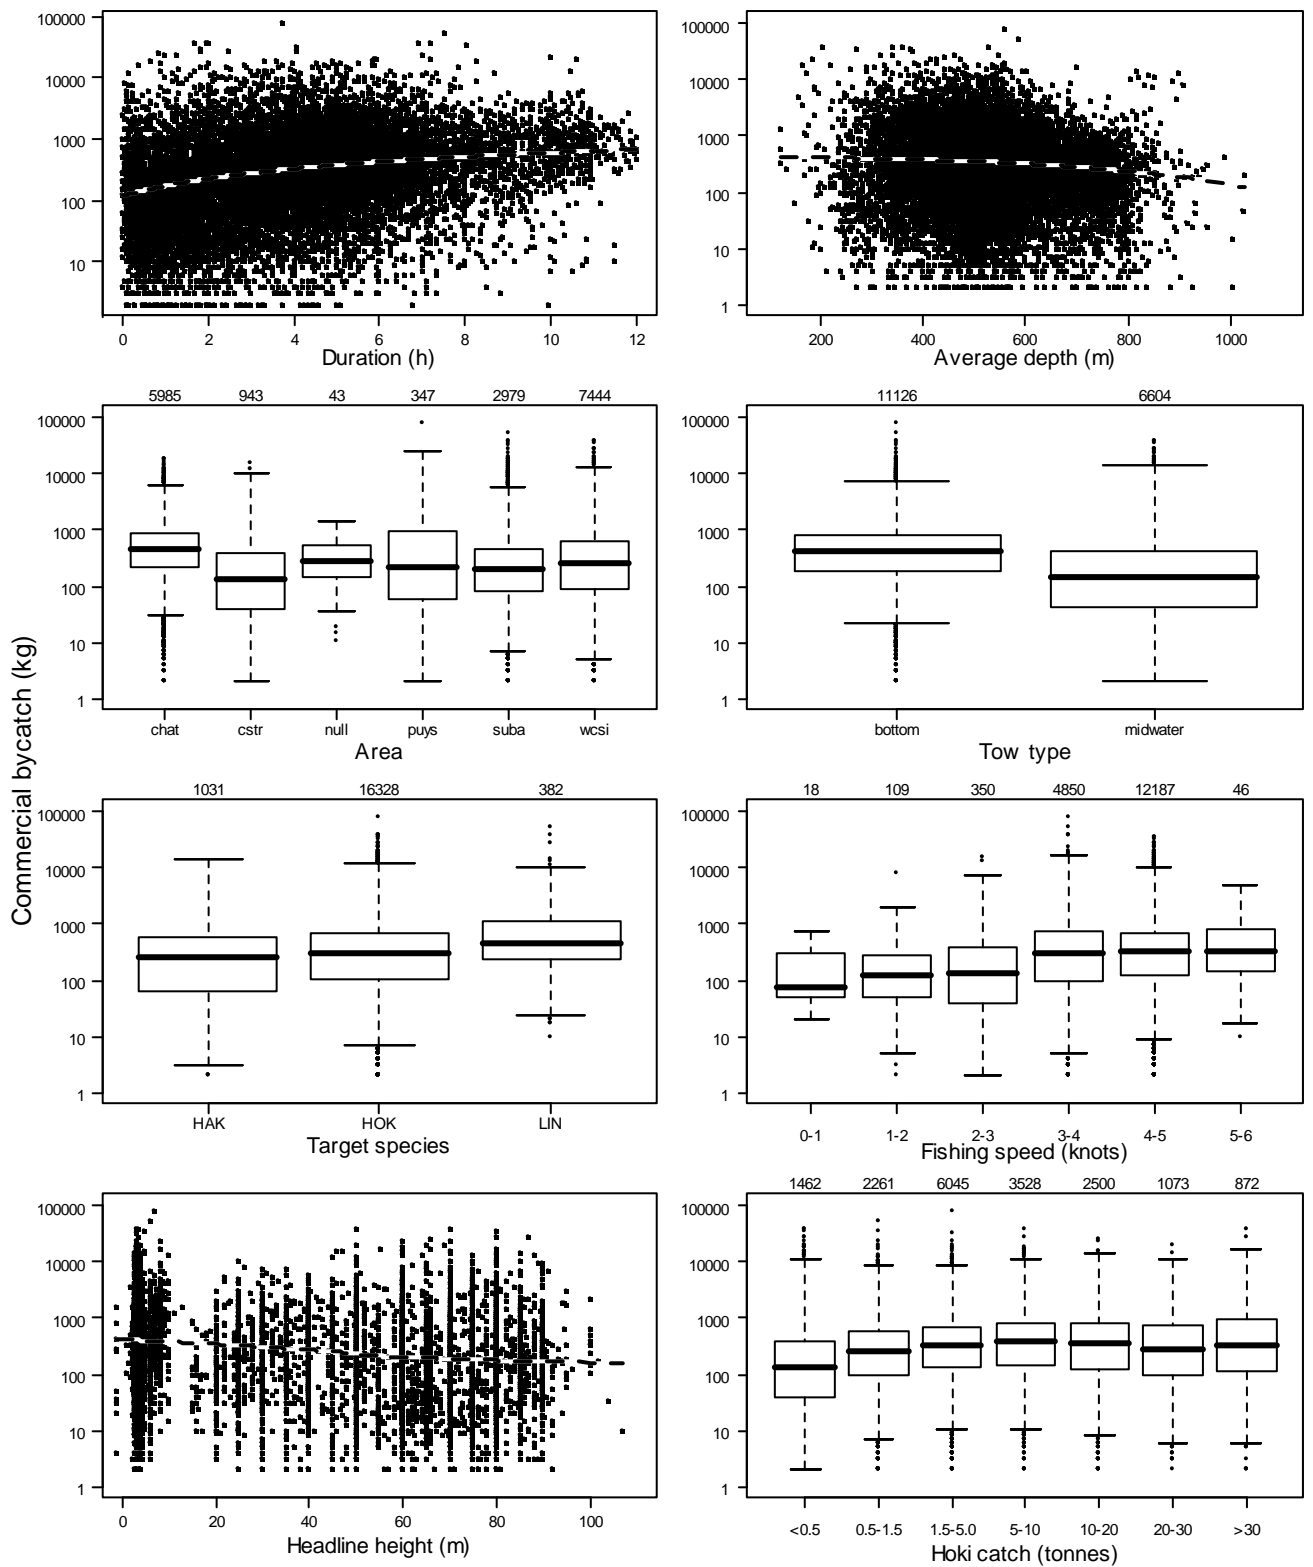 100000
10000
1000
100
10
0 2 4 6 8 10 12
Duration (h)
100000
10000
1000
100
10
1
200 400 600 800 1000
Average depth (m)
Commercial bycatch (kg)
5985 943 43 347 2979 7444
100000
10000
1000
100
10
1
chat cstr null puys suba wcsi
Area
11126 6604
100000
10000
1000
100
10
1
bottom midwater
Tow type
1031 16328 382
100000
10000
1000
100
10
1
HAK HOK LIN
Target species
18 109 350 4850 12187 46
100000
10000
1000
100
10
1
0-1 1-2 2-3 3-4 4-5 5-6
Fishing speed (knots)
100000
10000
1000
100
10
1
0 20 40 60 80 100
Headline height (m)
1462 2261 6045 3528 2500 1073 872
100000
10000
1000
100
10
1
<0.5 0.5-1.5 1.5-5.0 5-10 10-20 20-30 >30
Hoki catch (tonnes)